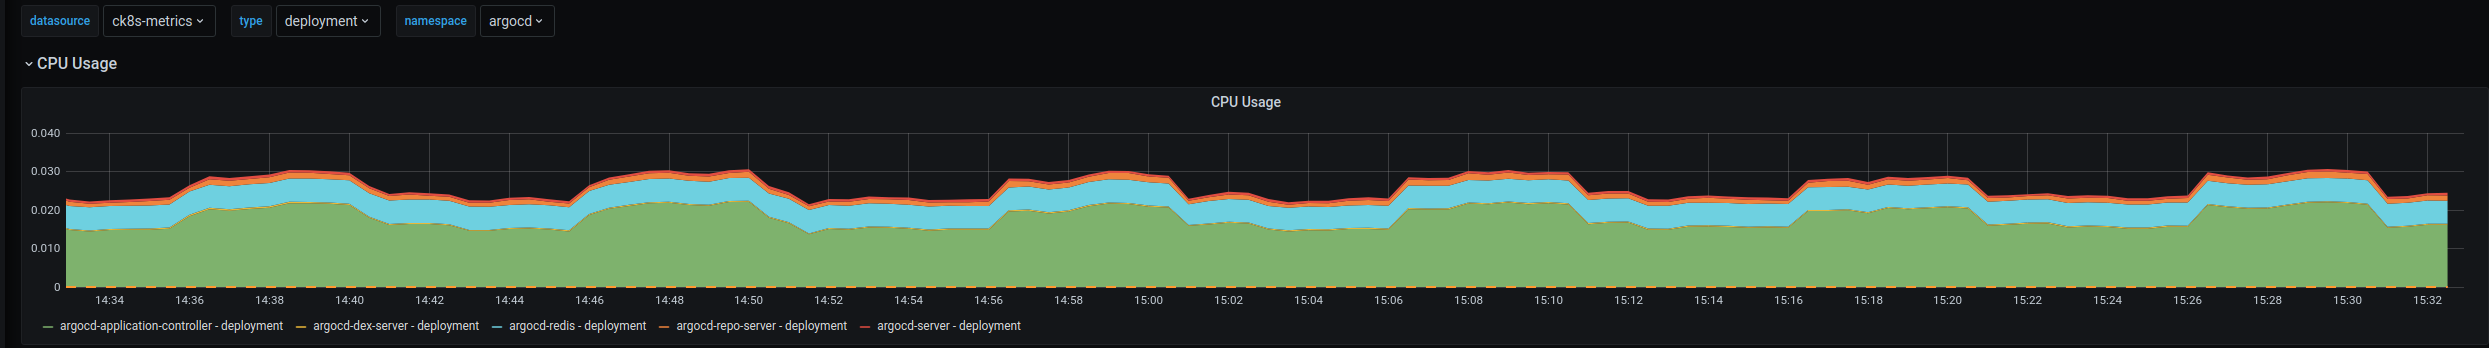 datasource ck8s-metrics type deployment namespace argocd
CPU Usage
CPU Usage
0.040
0.030
0.020
0.010
0
14:34 14:36 14:38 14:40 14:42 14:44 14:46 14:48 14:50 14:52 14:54 14:56 14:58 15:00 15:02 15:04 15:06 15:08 15:10 15:12 15:14 15:16 15:18 15:20 15:22 15:24 15:26 15:28 15:30 15:32
argocd-application-controller - deployment argocd-dex-server - deployment argocd-redis - deployment argocd-repo-server - deployment argocd-server - deployment